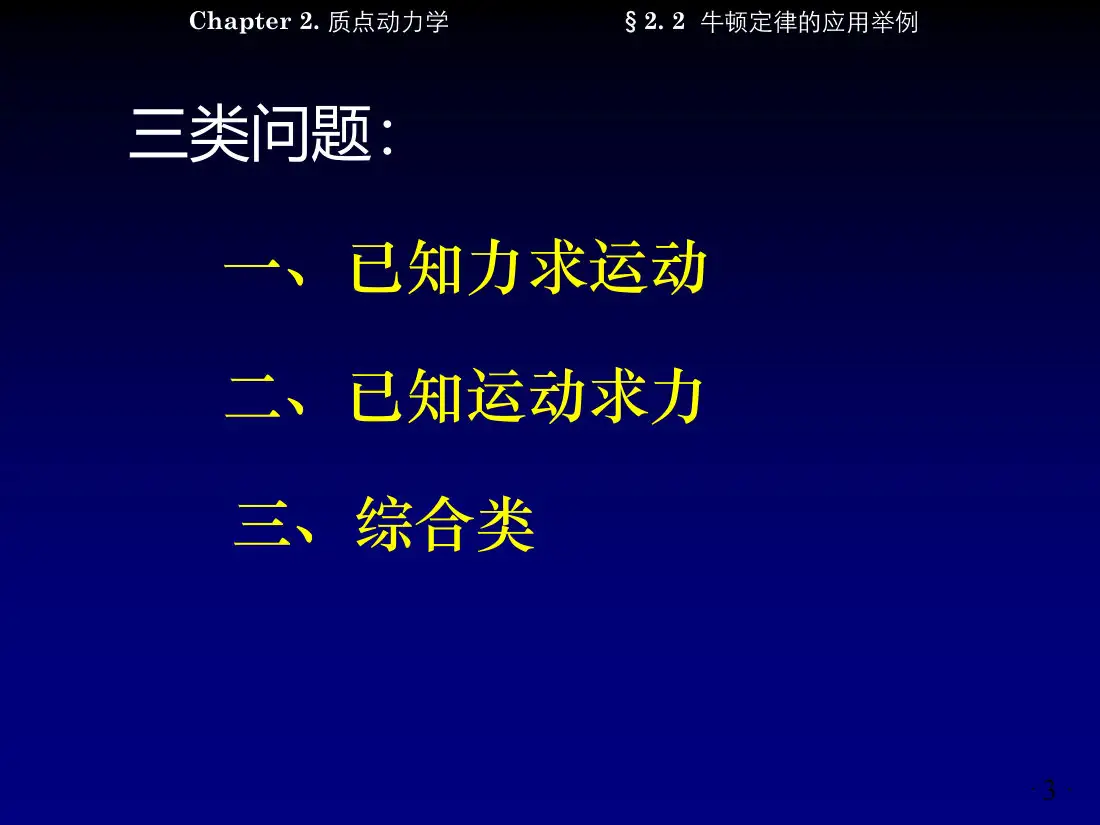 Chapter 2. 质点动力学 §2. 2 牛顿定律的应用举例
三类问题：
一、已知力求运动
二、已知运动求力
三、综合类
· 3 ·